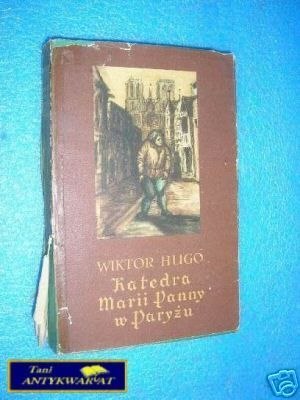 WIKTOR HUGO
Katedra
Marii Panny
w Paryżu
Tani
ANTYKWARIAT